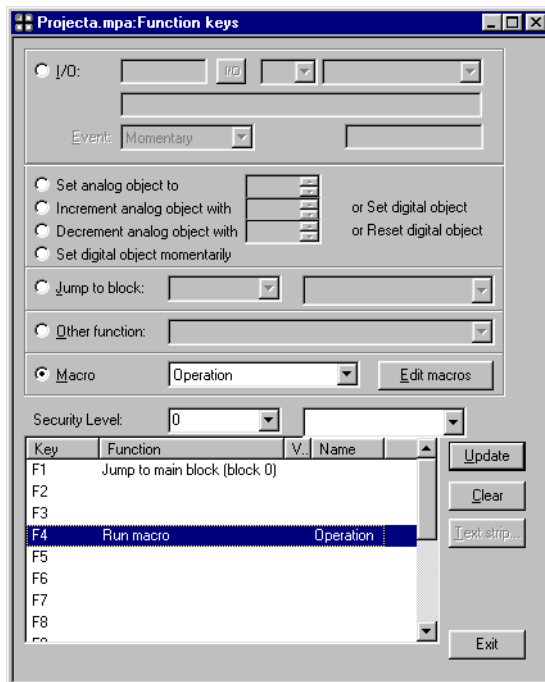 Projecta.mpa:Function keys
I/O: I/O
Event: Momentary
Set analog object to
Increment analog object with or Set digital object
Decrement analog object with or Reset digital object
Set digital object momentarily
Jump to block:
Other function:
Macro Operation Edit macros
Security Level: 0
Key Function V.. Name
F1 Jump to main block (block 0)
F2
F3
F4 Run macro Operation
F5
F6
F7
F8
Update
Clear
Text strip...
Exit